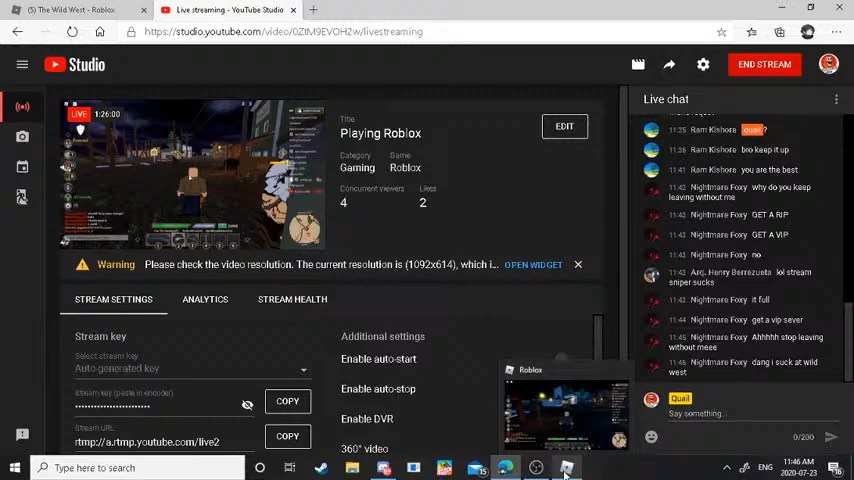 (5) The Wild West - Roblox
Live streaming - YouTube Studio
https://studio.youtube.com/video/0ZtM9EVOH2w/livestreaming
Studio
END STREAM
LIVE 1:26:00
Title
Playing Roblox
Category
Gaming
Game
Roblox
Concurrent viewers
4
Likes
2
EDIT
Warning Please check the video resolution. The current resolution is (1092x614), which i...
OPEN WIDGET
STREAM SETTINGS
ANALYTICS
STREAM HEALTH
Stream key
Select stream key
Auto-generated key
Stream key (paste in encoder)
COPY
Stream URL
rtmp://a.rtmp.youtube.com/live2
COPY
Additional settings
Enable auto-start
Enable auto-stop
Enable DVR
360° video
Roblox
Live chat
11:35 Ram Kishore quail ?
11:36 Ram Kishore bro keep it up
11:41 Ram Kishore you are the best
11:42 Nightmare Foxy why do you keep
leaving without me
11:42 Nightmare Foxy GET A RIP
11:42 Nightmare Foxy GET A VIP
11:42 Nightmare Foxy no
11:42 Arq. Henry Berrezueta lol stream
sniper sucks
11:43 Nightmare Foxy it full
11:44 Nightmare Foxy get a vip sever
11:45 Nightmare Foxy Ahhhhh stop leaving
without meee
11:46 Nightmare Foxy dang i suck at wild
west
Quail
Say something...
0/200
Type here to search
15
ENG
11:46 AM
2020-07-23
16